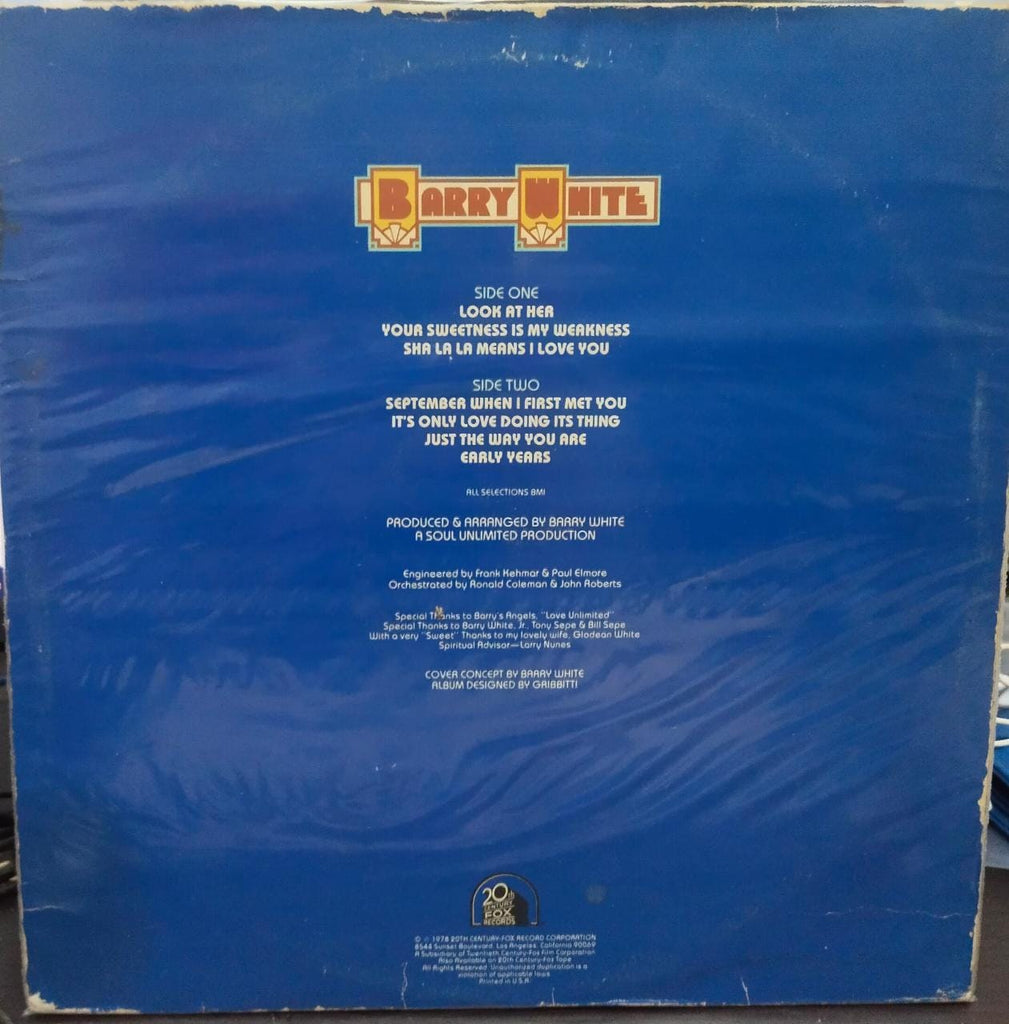 BARRY WHITE
SIDE ONE
LOOK AT HER
YOUR SWEETNESS IS MY WEAKNESS
SHA LA LA MEANS I LOVE YOU
SIDE TWO
SEPTEMBER WHEN I FIRST MET YOU
IT'S ONLY LOVE DOING ITS THING
JUST THE WAY YOU ARE
EARLY YEARS
ALL SELECTIONS BMI
PRODUCED & ARRANGED BY BARRY WHITE
A SOUL UNLIMITED PRODUCTION
Engineered by Frank Kehmar & Paul Elmore
Orchestrated by Ronald Coleman & John Roberts
Special Thanks to Barry's Angels, "Love Unlimited"
Special Thanks to Barry White, Jr., Tony Sepe & Bill Sepe
With a very "Sweet" Thanks to my lovely wife, Glodean White
Spiritual Advisor—Larry Nunes
COVER CONCEPT BY BARRY WHITE
ALBUM DESIGNED BY GRIBBITT!
20th
CENTURY
FOX
RECORDS
© ℗ 1978 20TH CENTURY-FOX RECORD CORPORATION
8544 Sunset Boulevard, Los Angeles, California 90069
A Subsidiary of Twentieth Century-Fox Film Corporation
Also Available on 20th Century-Fox Tape
All Rights Reserved. Unauthorized duplication is a
violation of applicable laws
Printed in U.S.A.